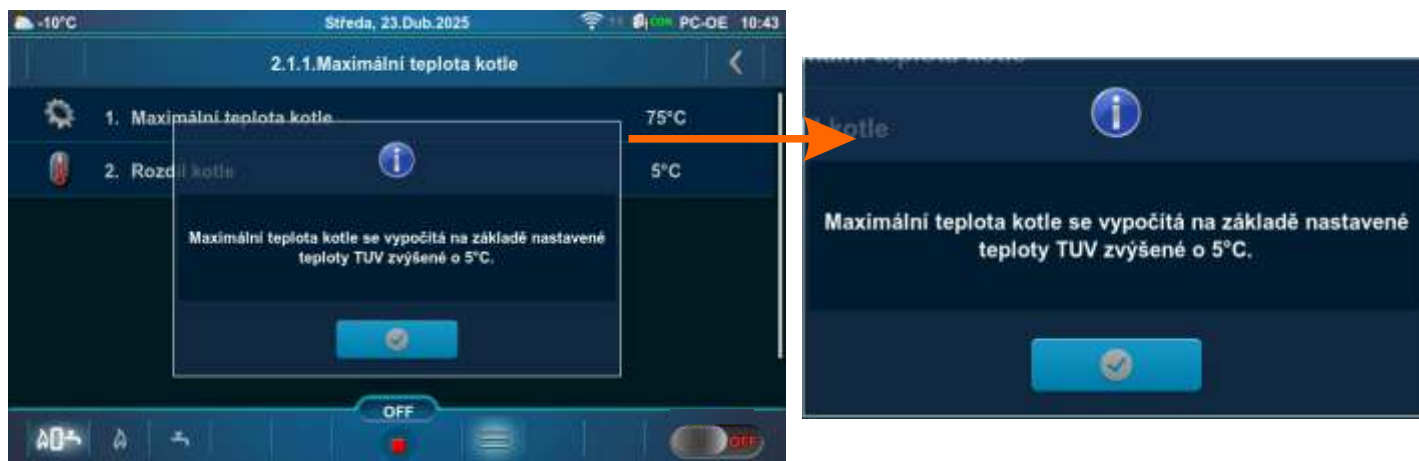 -10°C Středa, 23.Dub.2025 PC-OE 10:43
2.1.1.Maximální teplota kotle
1. Maximální teplota kotle 75°C
2. Rozdíl kotle 5°C
Maximální teplota kotle se vypočítá na základě nastavené
teploty TUV zvýšené o 5°C.
OFF
OFF
kotle
Maximální teplota kotle se vypočítá na základě nastavené
teploty TUV zvýšené o 5°C.